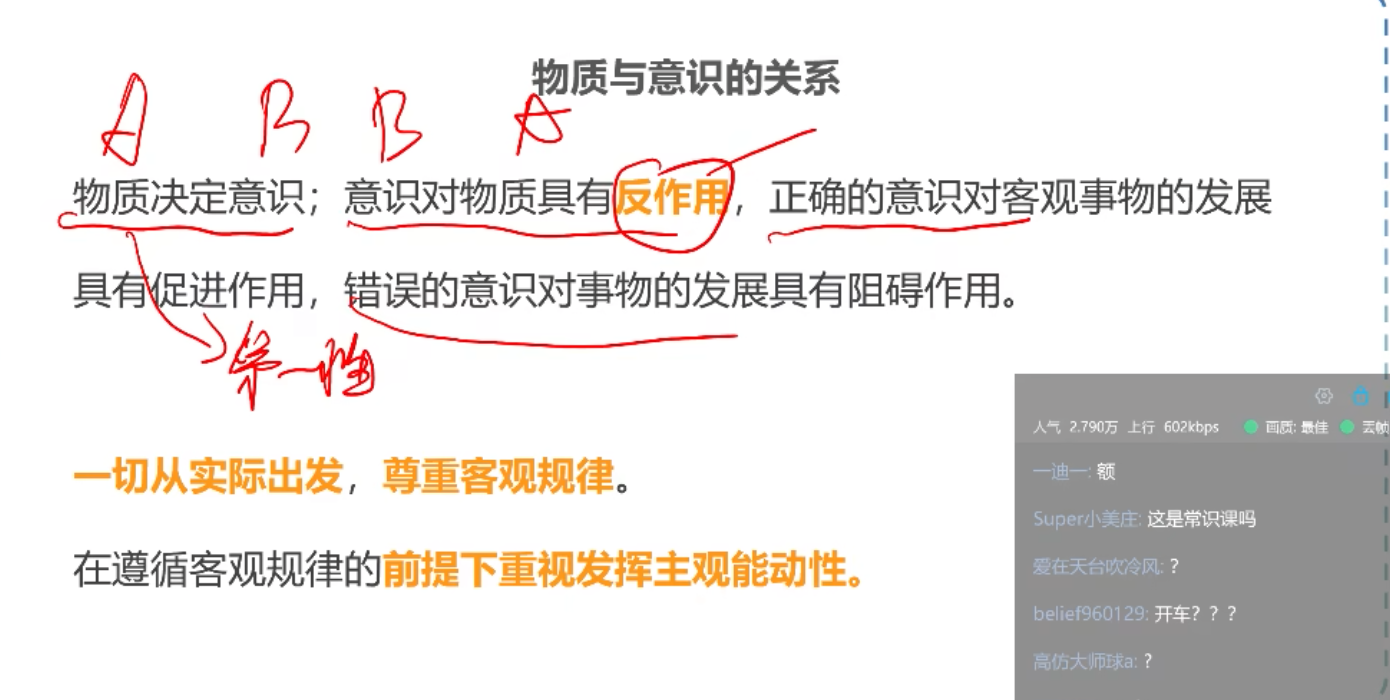 物质与意识的关系
A B B A
物质决定意识；意识对物质具有反作用，正确的意识对客观事物的发展
具有促进作用，错误的意识对事物的发展具有阻碍作用。
第一性
一切从实际出发，尊重客观规律。
在遵循客观规律的前提下重视发挥主观能动性。
人气 2.790万 上行 602kbps 画质: 最佳 丢帧
一迪一: 额
Super小美庄: 这是常识课吗
爱在天台吹冷风: ?
belief960129: 开车? ? ?
高仿大师球a: ?